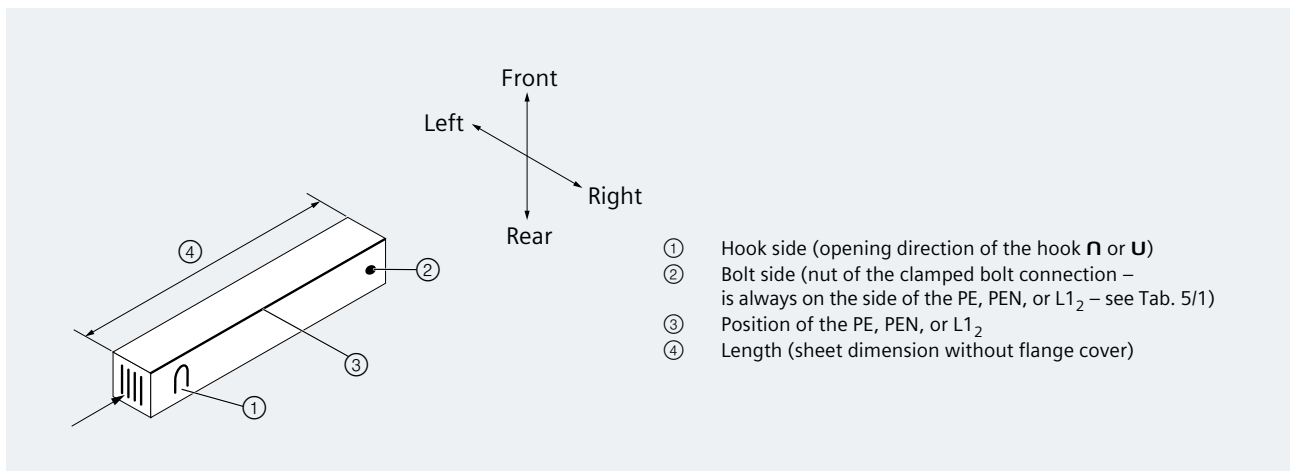 Front
Left
Right
Rear
④
②
③
①
① Hook side (opening direction of the hook ∩ or U)
② Bolt side (nut of the clamped bolt connection –
is always on the side of the PE, PEN, or L1₂ – see Tab. 5/1)
③ Position of the PE, PEN, or L1₂
④ Length (sheet dimension without flange cover)